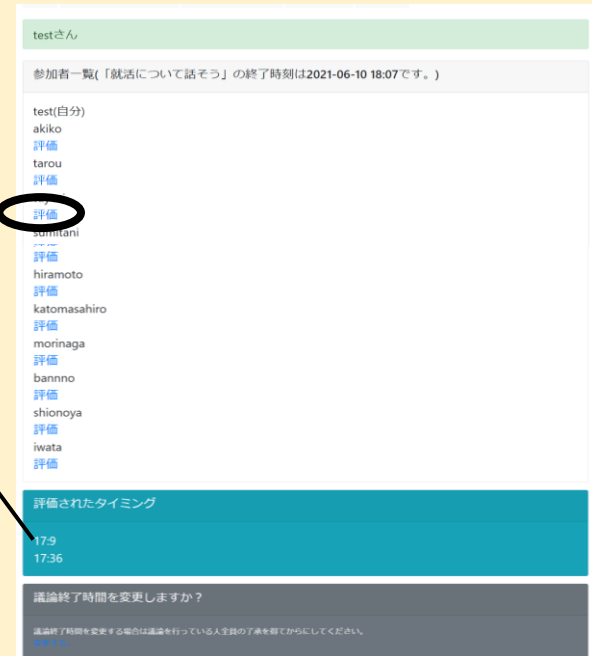 testさん
参加者一覧(「就活について話そう」の終了時刻は2021-06-10 18:07です。)
test(自分)
akiko
評価
tarou
評価
評価
sumitani
評価
hiramoto
評価
katomasahiro
評価
morinaga
評価
bannno
評価
shionoya
評価
iwata
評価
評価されたタイミング
17:9
17:36
議論終了時間を変更しますか？
議論終了時間を変更する場合は議論を行っている人全員の了承を得てからにしてください。